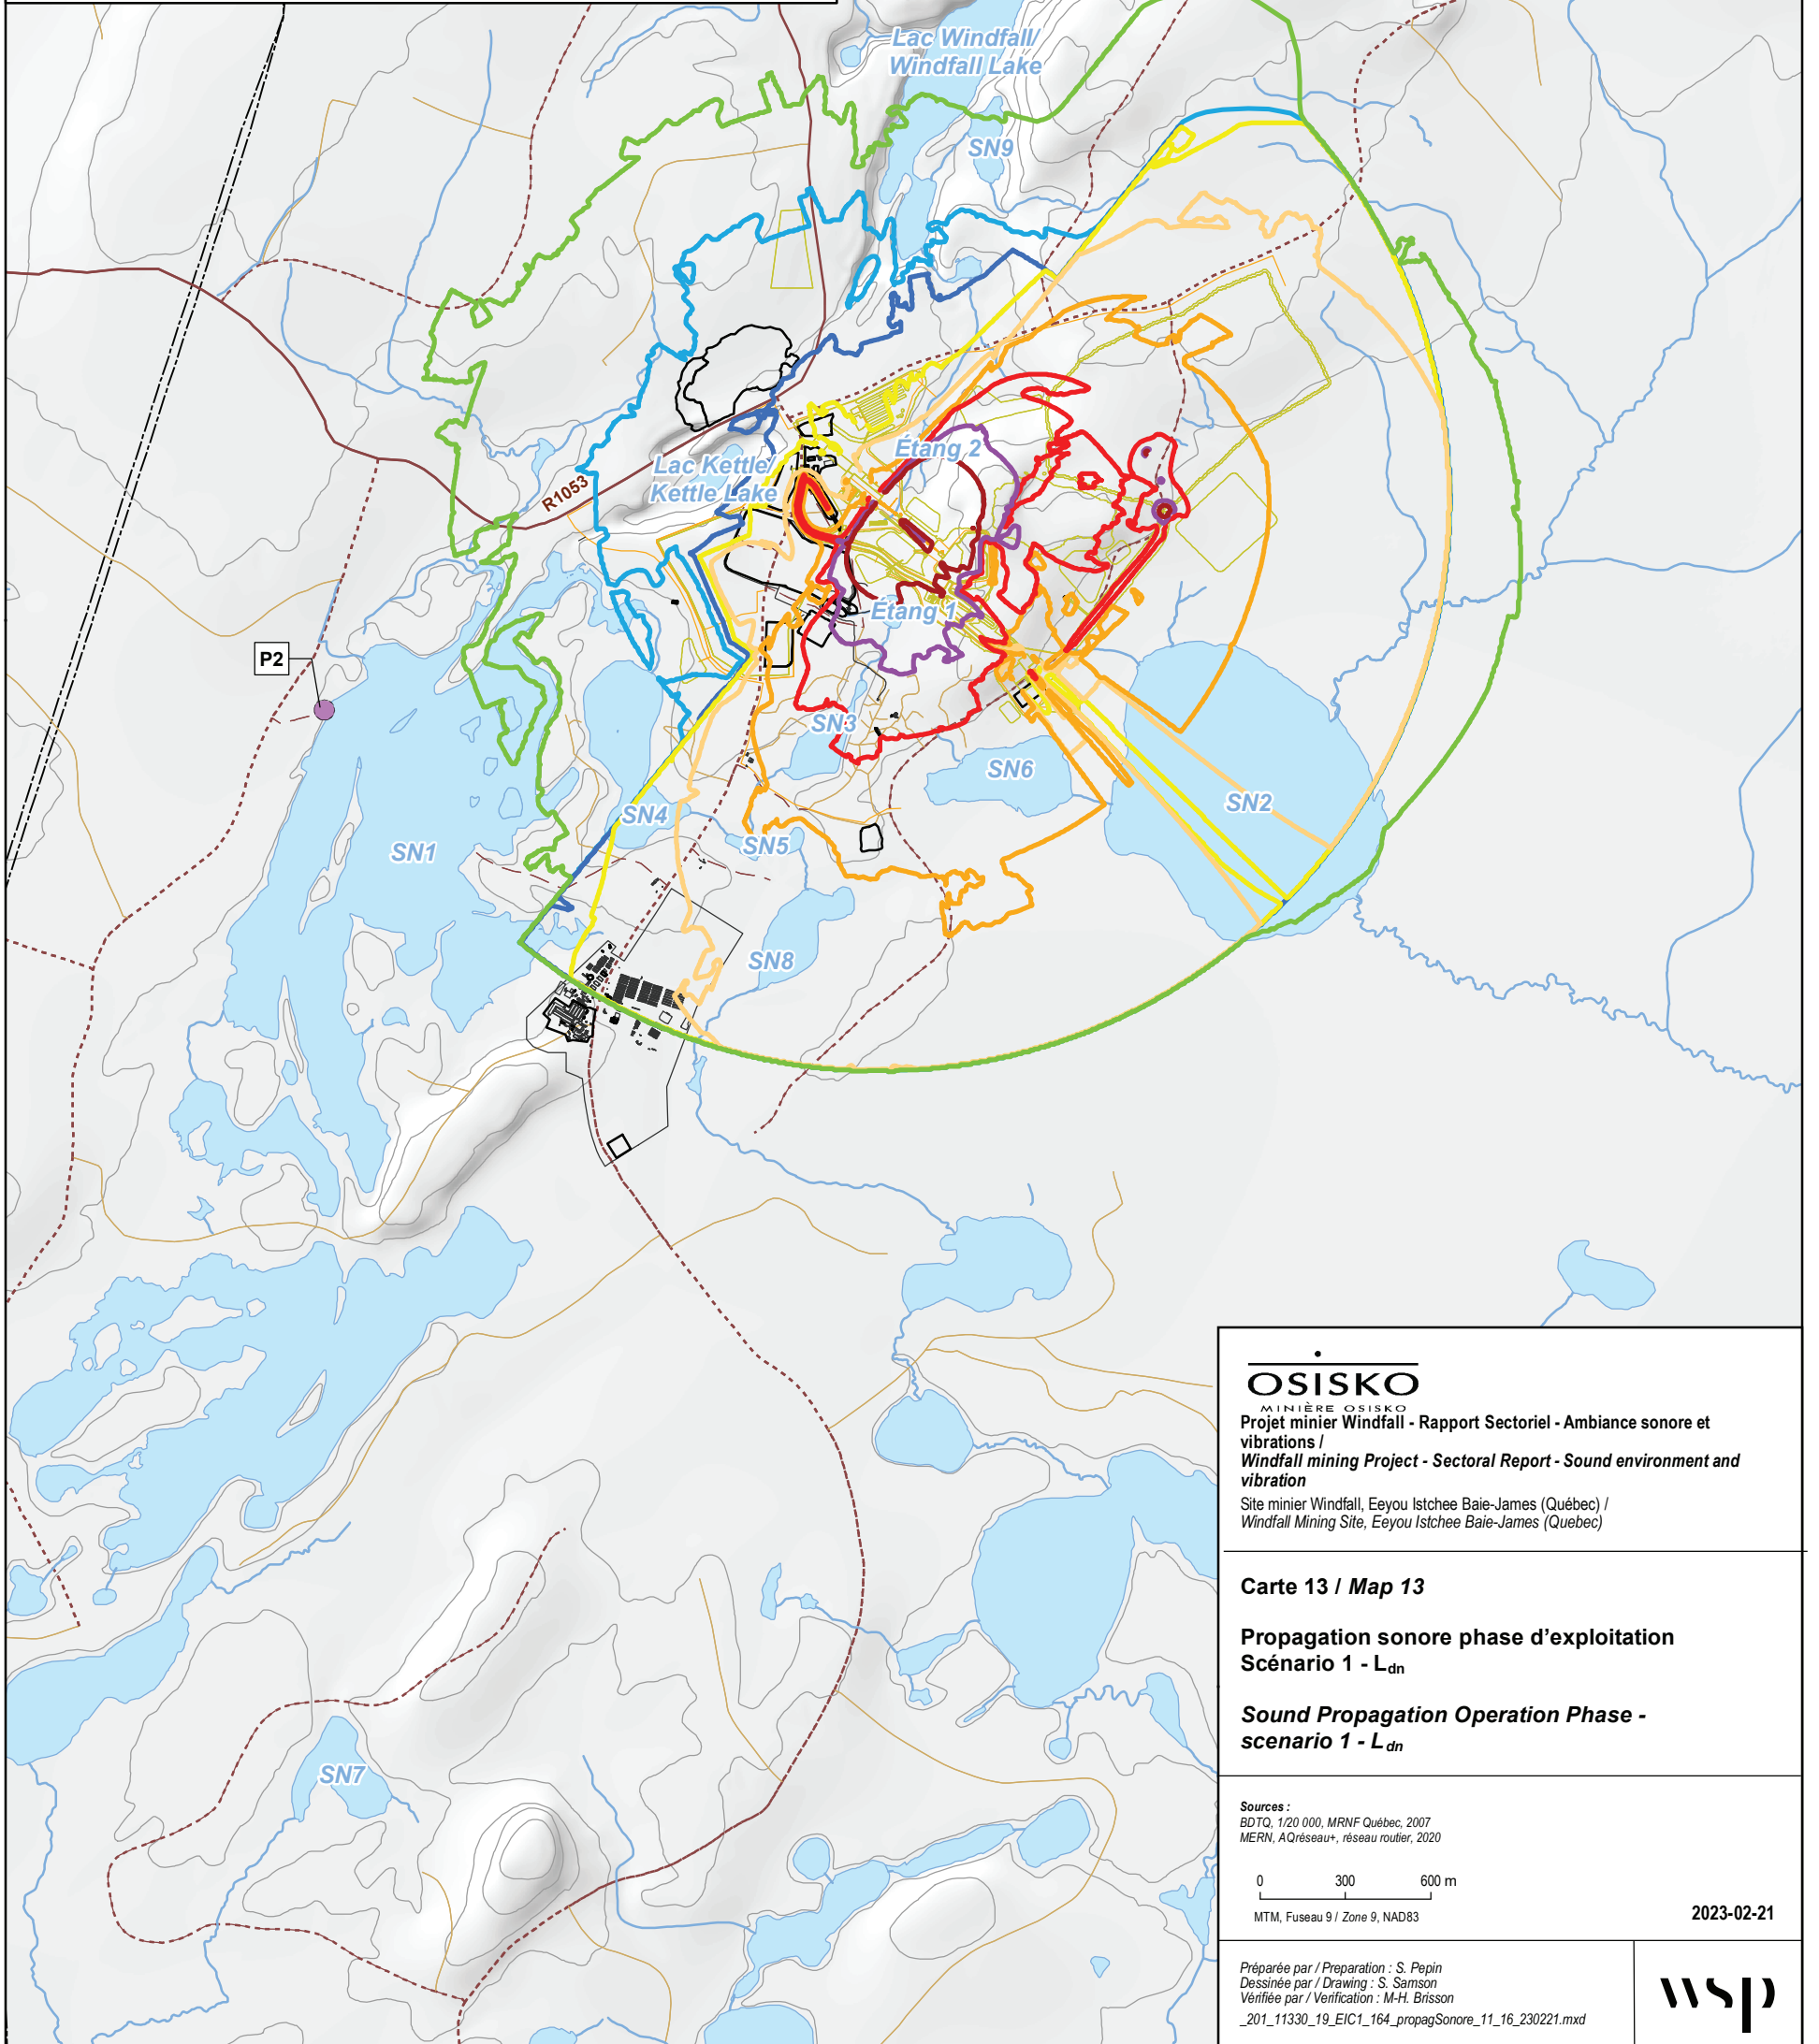 Lac Windfall/
Windfall Lake
SN9
Étang 2
Lac Kettle/
Kettle Lake
R1053
Étang 1
P2
SN3
SN6
SN2
SN4
SN5
SN1
SN8
SN7
OSISKO
MINIÈRE OSISKO
Projet minier Windfall - Rapport Sectoriel - Ambiance sonore et
vibrations /
Windfall mining Project - Sectoral Report - Sound environment and
vibration
Site minier Windfall, Eeyou Istchee Baie-James (Québec) /
Windfall Mining Site, Eeyou Istchee Baie-James (Quebec)
Carte 13 / Map 13
Propagation sonore phase d'exploitation
Scénario 1 - Ldn
Sound Propagation Operation Phase -
scenario 1 - Ldn
Sources :
BDTQ, 1/20 000, MRNF Québec, 2007
MERN, AQréseau+, réseau routier, 2020
0 300 600 m
MTM, Fuseau 9 / Zone 9, NAD83
2023-02-21
Préparée par / Preparation : S. Pepin
Dessinée par / Drawing : S. Samson
Vérifiée par / Verification : M-H. Brisson
_201_11330_19_EIC1_164_propagSonore_11_16_230221.mxd
wsp